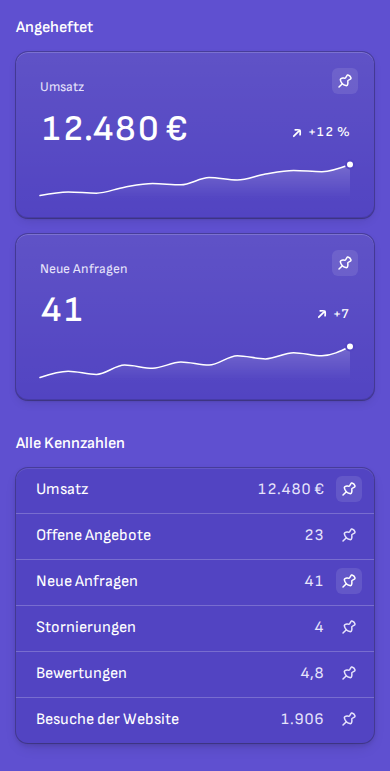 Angeheftet
Umsatz
12.480 €
+12 %
Neue Anfragen
41
+7
Alle Kennzahlen
Umsatz 12.480 €
Offene Angebote 23
Neue Anfragen 41
Stornierungen 4
Bewertungen 4,8
Besuche der Website 1.906